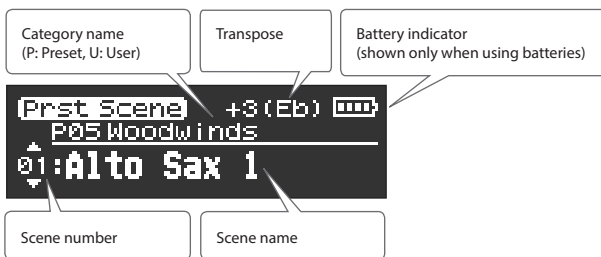 Category name
(P: Preset, U: User)
Transpose
Battery indicator
(shown only when using batteries)
Prst Scene +3(Eb)
P05 Woodwinds
01:Alto Sax 1
Scene number
Scene name